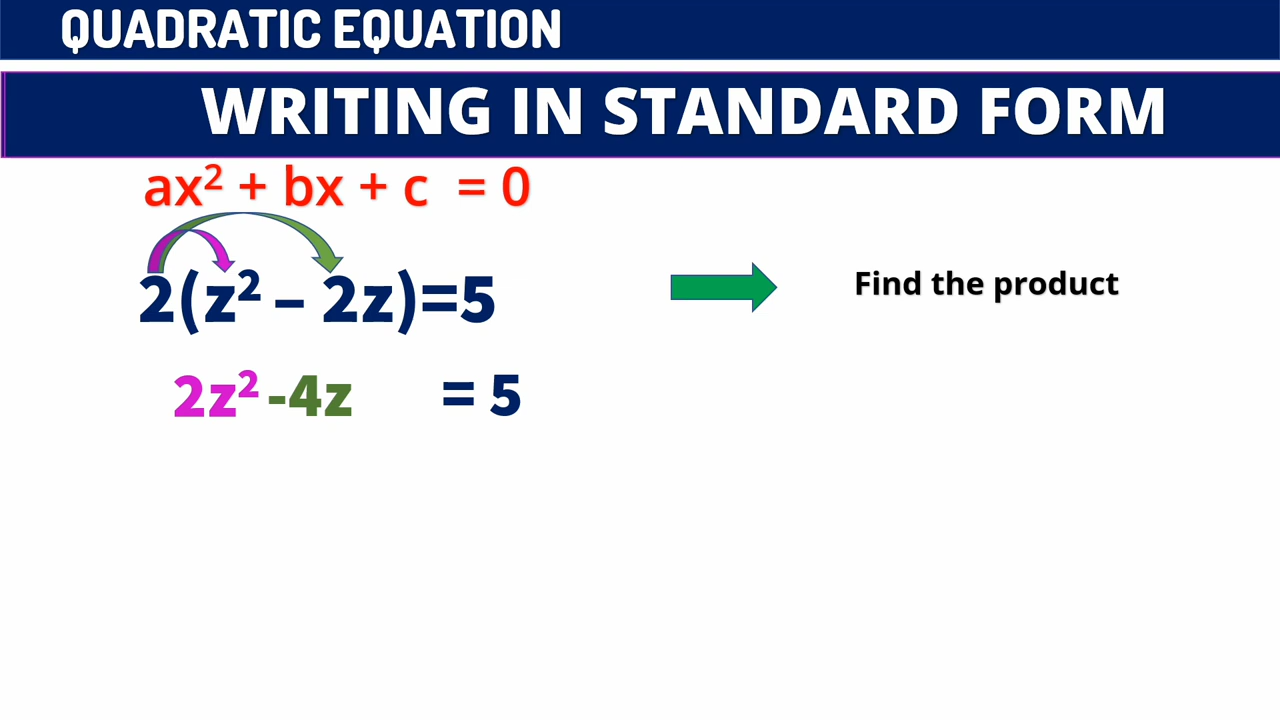 QUADRATIC EQUATION
WRITING IN STANDARD FORM
ax² + bx + c = 0
2(z² – 2z)=5
Find the product
2z² -4z = 5